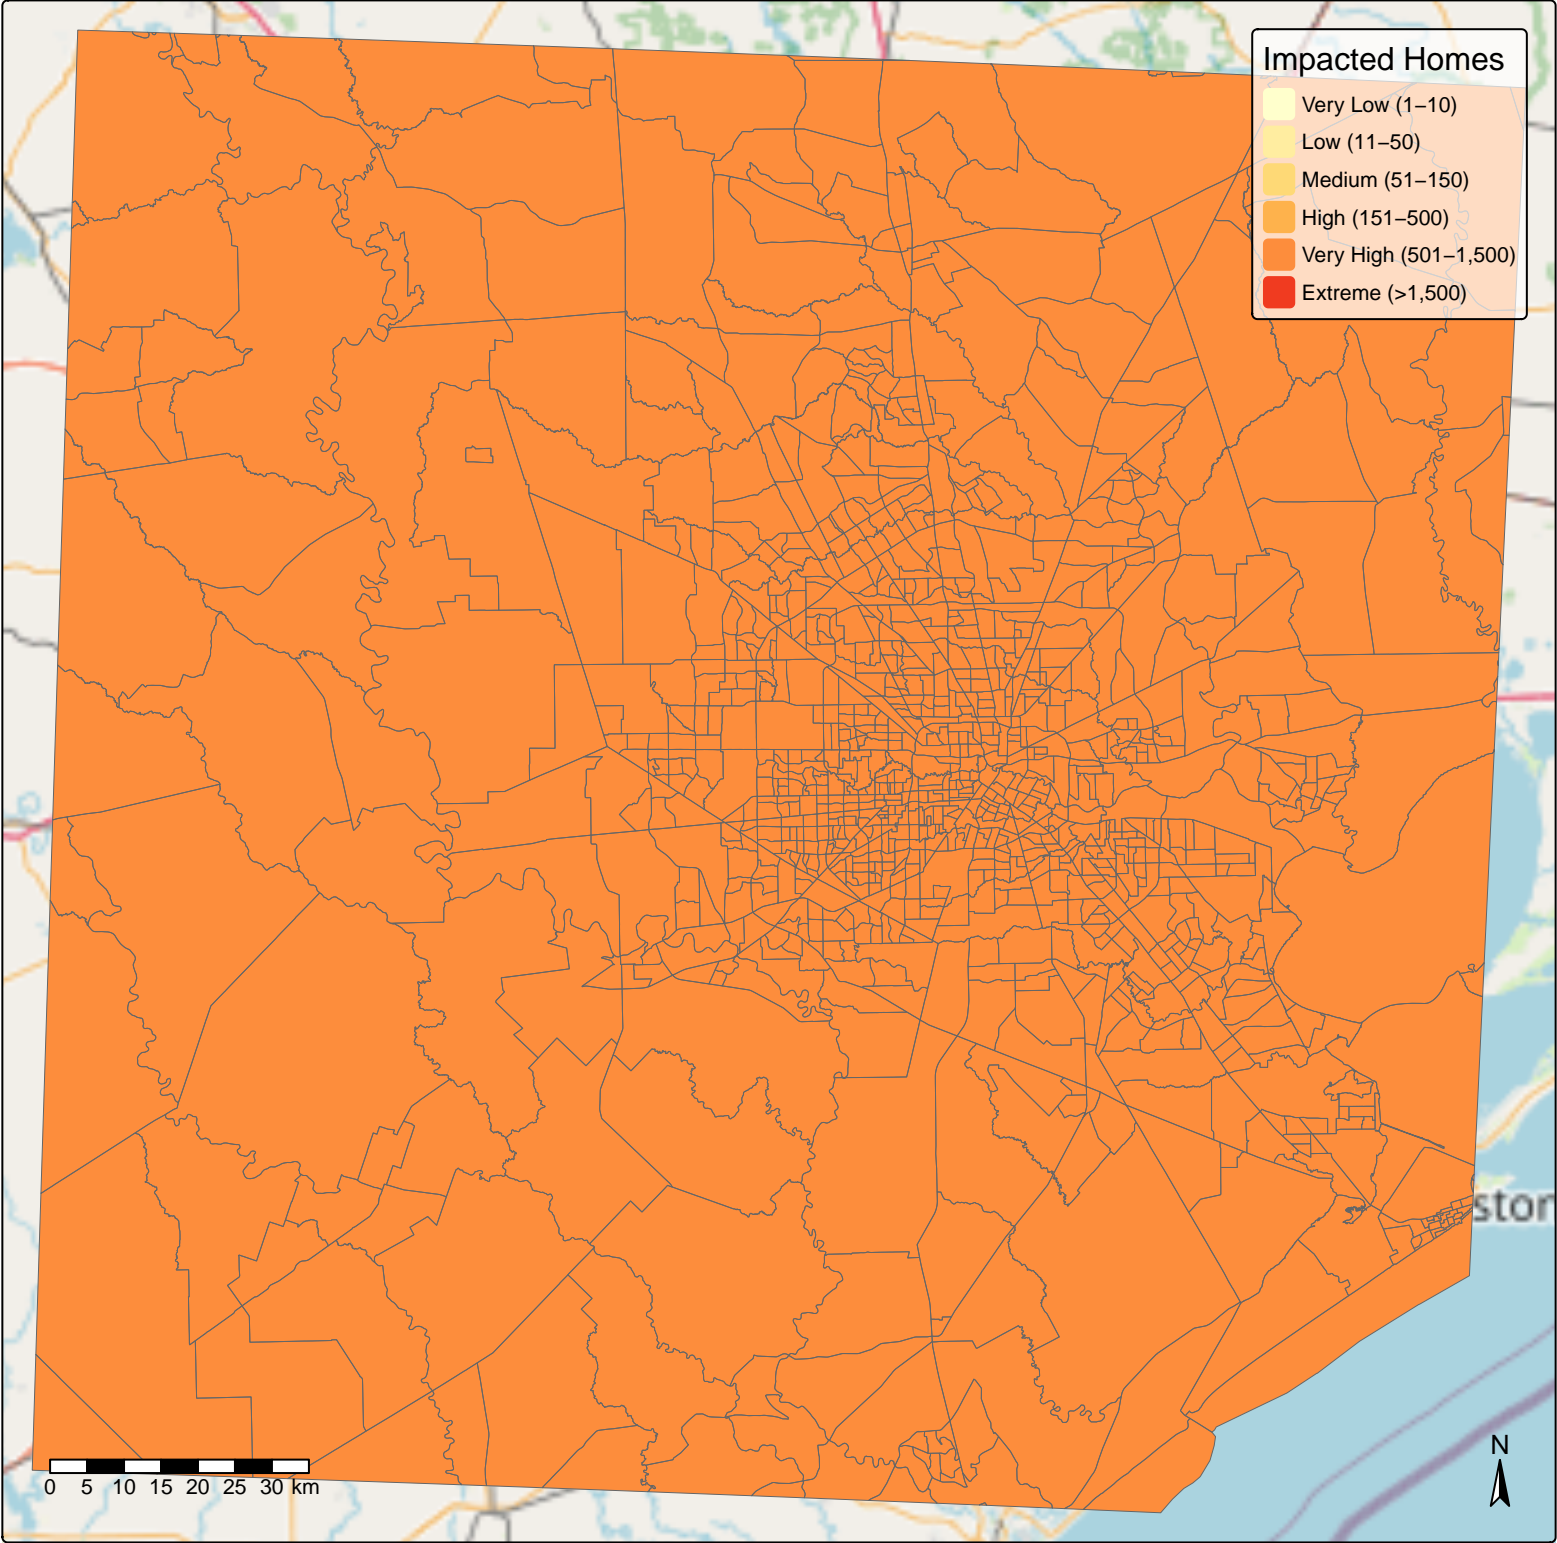 Impacted Homes
Very Low (1–10)
Low (11–50)
Medium (51–150)
High (151–500)
Very High (501–1,500)
Extreme (>1,500)
ston
N
0 5 10 15 20 25 30 km